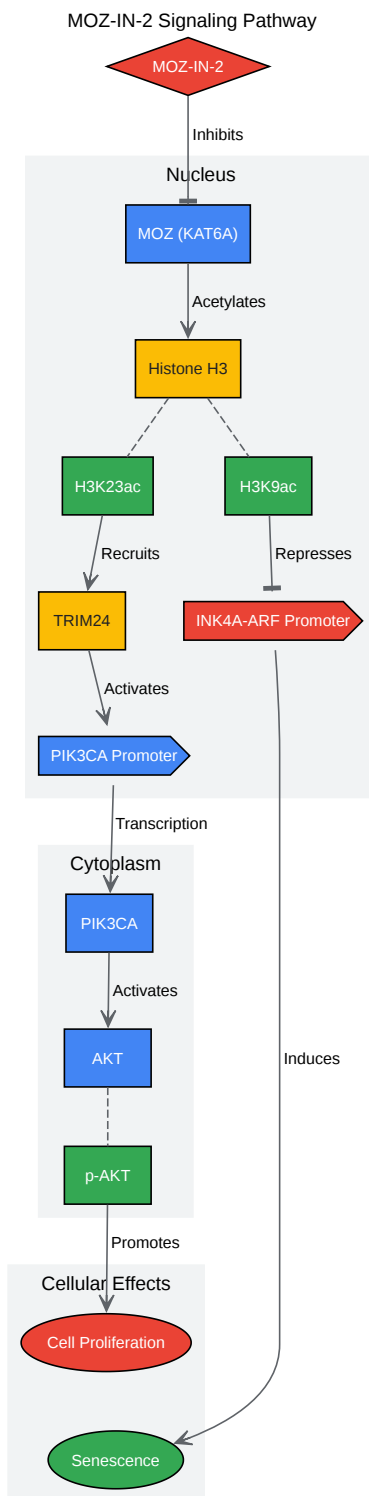 MOZ-IN-2 Signaling Pathway
MOZ-IN-2
Inhibits
Nucleus
MOZ (KAT6A)
Acetylates
Histone H3
H3K23ac
H3K9ac
Recruits
Represses
TRIM24
INK4A-ARF Promoter
Activates
PIK3CA Promoter
Transcription
Cytoplasm
PIK3CA
Activates
AKT
Induces
p-AKT
Promotes
Cellular Effects
Cell Proliferation
Senescence